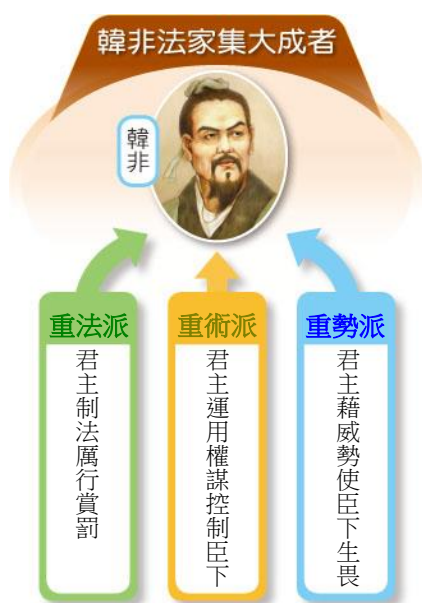 韓非法家集大成者
韓非
重法派
君主制法厲行賞罰
重術派
君主運用權謀控制臣下
重勢派
君主藉威勢使臣下生畏